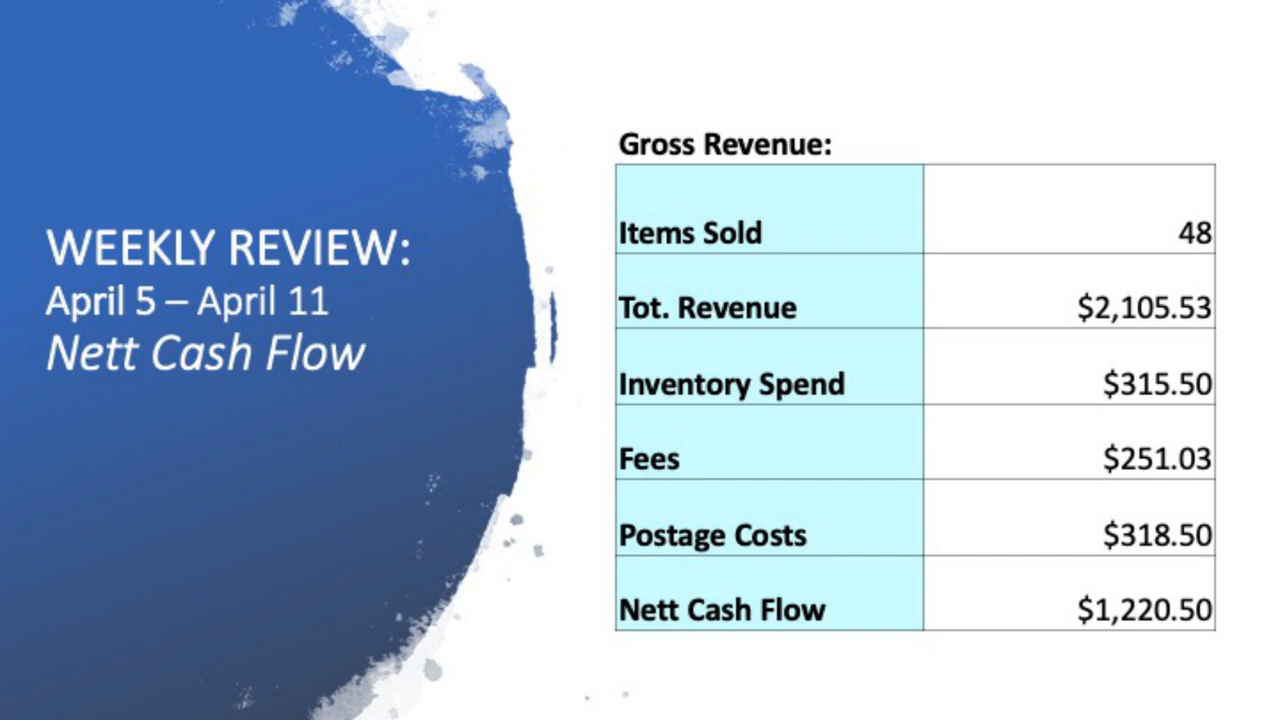 WEEKLY REVIEW:
April 5 – April 11
Nett Cash Flow
Gross Revenue:
Items Sold 48
Tot. Revenue $2,105.53
Inventory Spend $315.50
Fees $251.03
Postage Costs $318.50
Nett Cash Flow $1,220.50